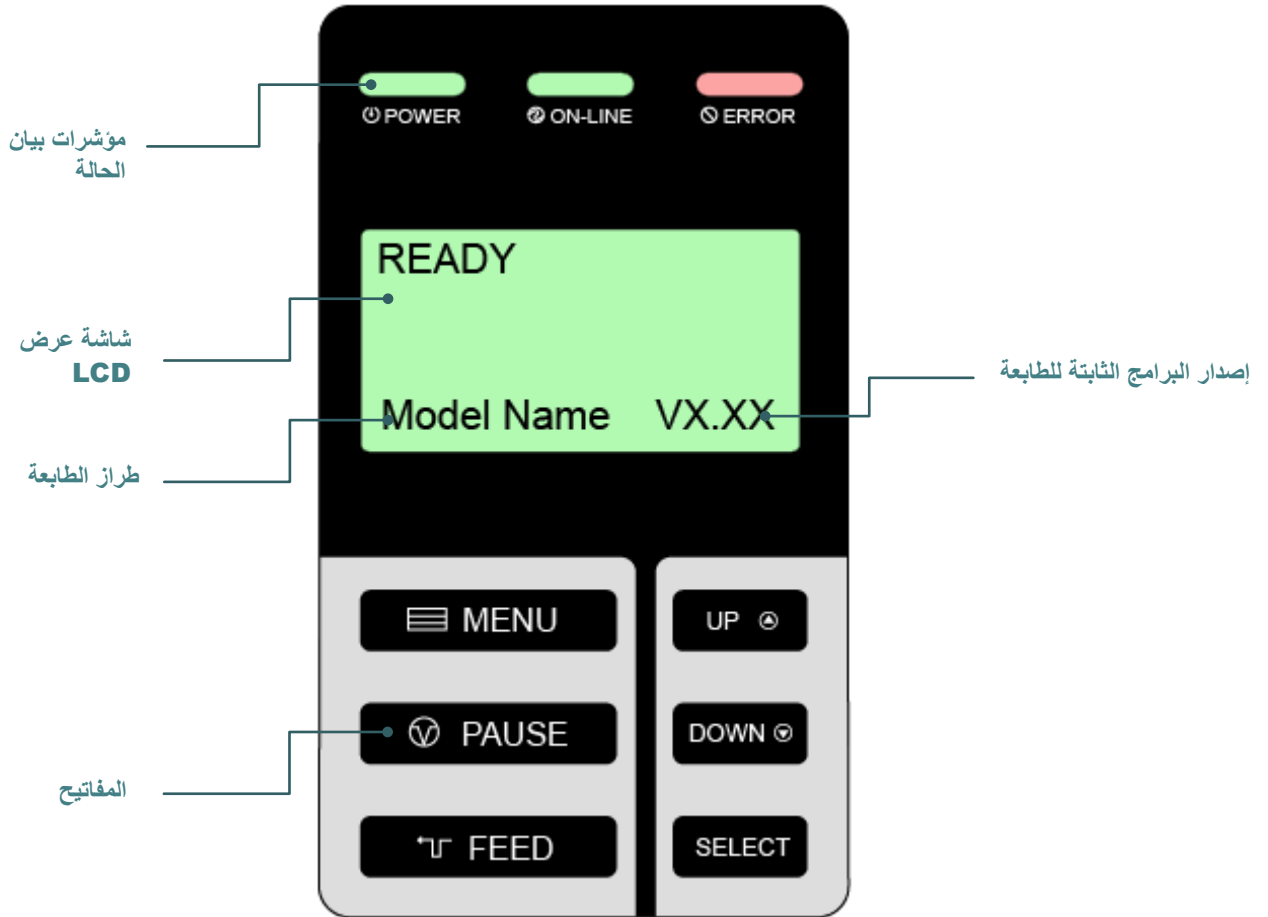 POWER
ON-LINE
ERROR
مؤشرات بيان
الحالة
READY
شاشة عرض
LCD
إصدار البرامج الثابتة للطابعة
Model Name VX.XX
طراز الطابعة
MENU
UP
PAUSE
DOWN
المفاتيح
FEED
SELECT